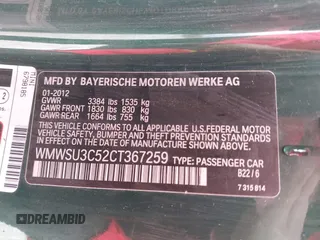 MINI
6798105
2
MFD BY BAYERISCHE MOTOREN WERKE AG
01-2012
GVWR 3384 lbs 1535 kg
GAWR FRONT 1830 lbs 830 kg
GAWR REAR 1664 lbs 755 kg
THIS VEHICLE CONFORMS TO ALL APPLICABLE
U.S.FEDERAL MOTOR VEHICLE SAFETY, BUMPER,
AND THEFT PREVENTION STANDARDS IN EFFECT ON THE
DATE OF MANUFACTURE SHOWN ABOVE.
WMWSU3C52CT367259 TYPE: PASSENGER CAR
B22/6
7 315 814
DREAMBID